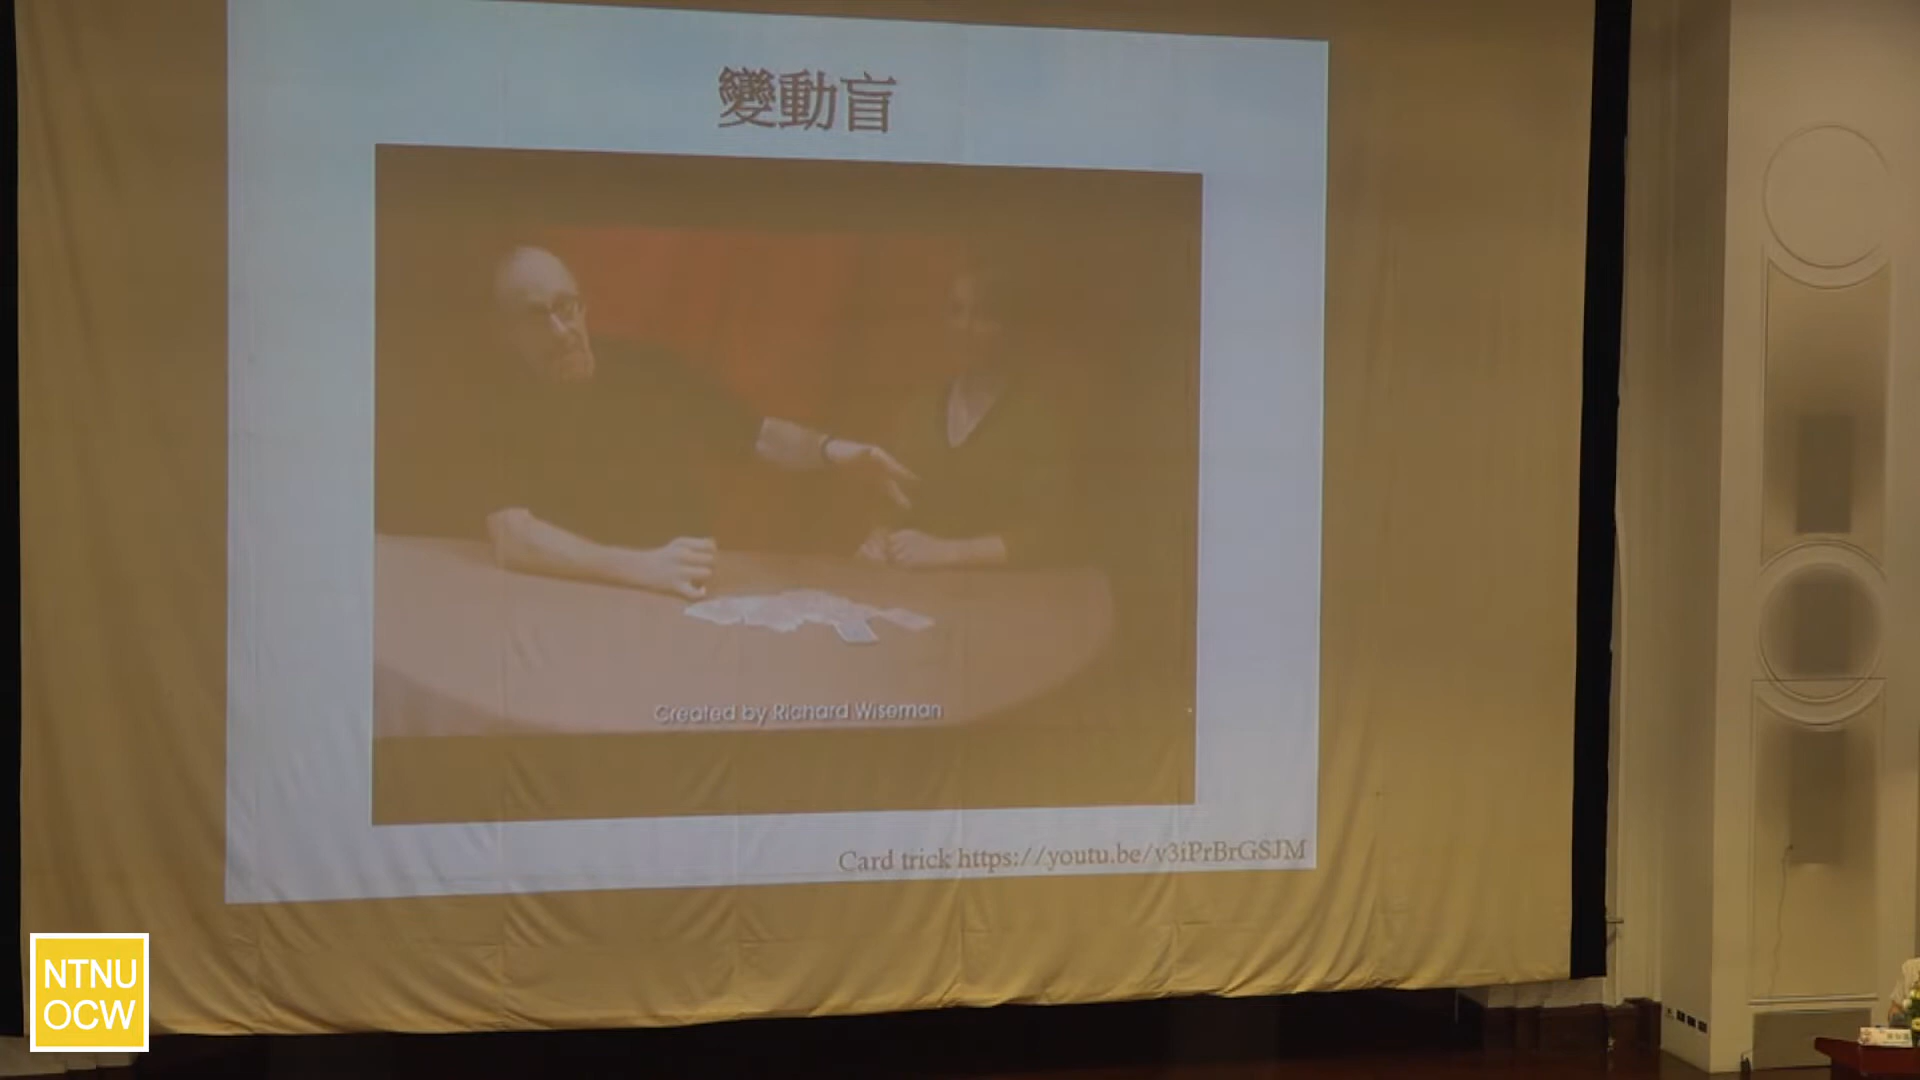 變動盲
Created by Richard Wiseman
Card trick https://youtu.be/v3iPrBrGSJM
NTNU
OCW